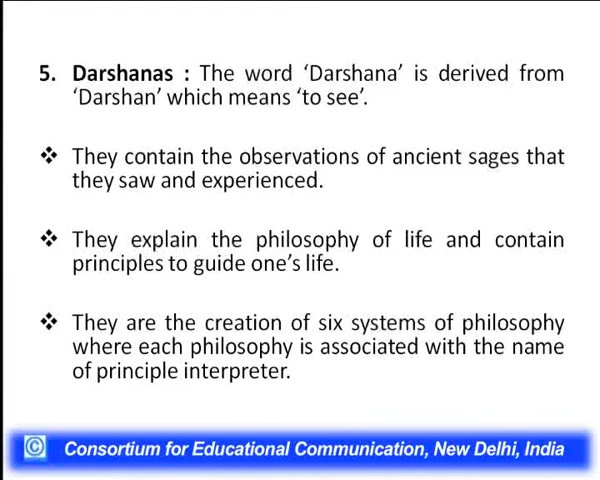 5. Darshanas : The word ‘Darshana’ is derived from
‘Darshan’ which means ‘to see’.
❖ They contain the observations of ancient sages that
they saw and experienced.
❖ They explain the philosophy of life and contain
principles to guide one’s life.
❖ They are the creation of six systems of philosophy
where each philosophy is associated with the name
of principle interpreter.
© Consortium for Educational Communication, New Delhi, India